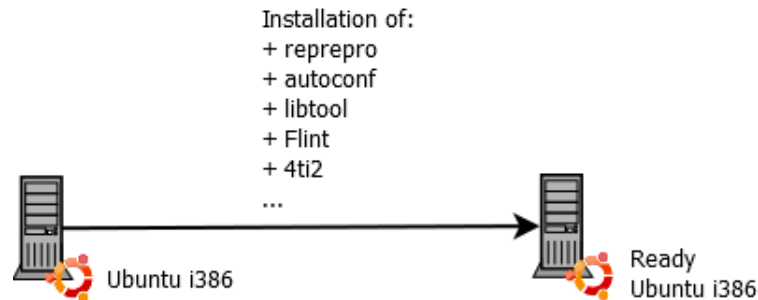 Installation of:
+ reprepro
+ autoconf
+ libtool
+ Flint
+ 4ti2
...
Ubuntu i386
Ready
Ubuntu i386